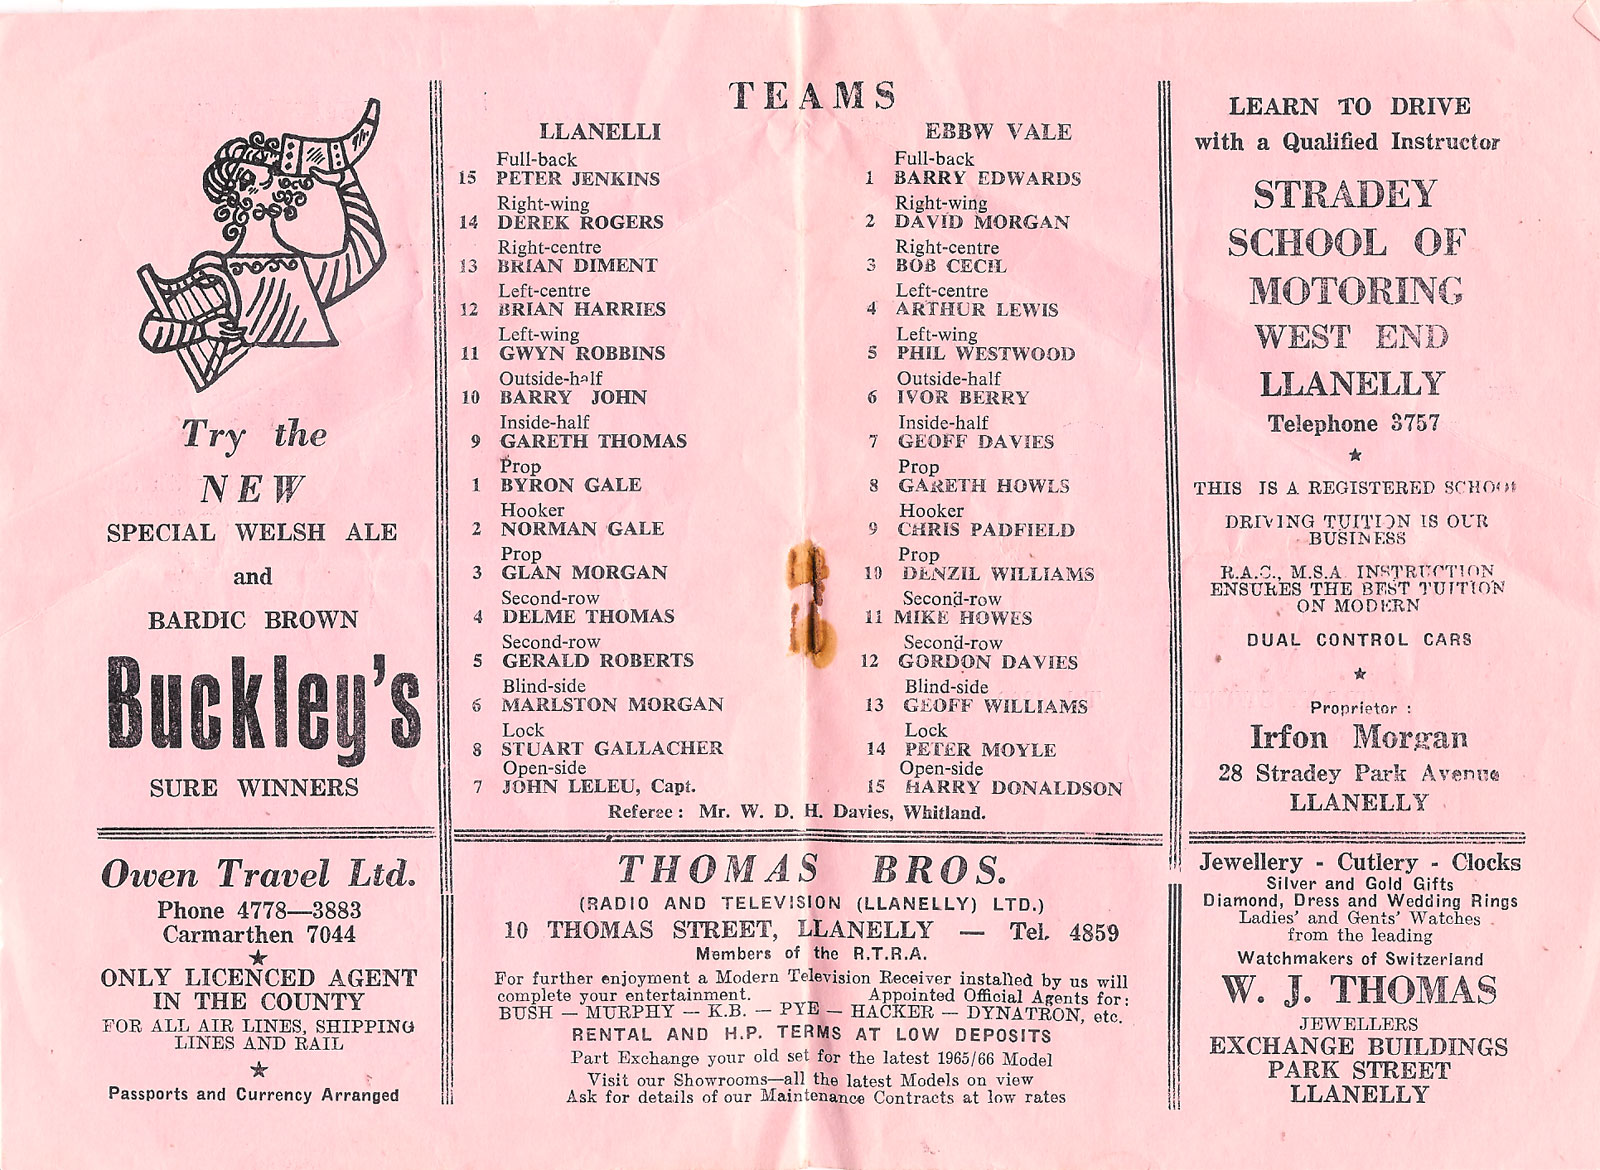 Try the
NEW
SPECIAL WELSH ALE
and
BARDIC BROWN
Buckley's
SURE WINNERS
Owen Travel Ltd.
Phone 4778—3883
Carmarthen 7044
★
ONLY LICENCED AGENT
IN THE COUNTY
FOR ALL AIR LINES, SHIPPING
LINES AND RAIL
★
Passports and Currency Arranged
TEAMS
LLANELLI
Full-back
15 PETER JENKINS
Right-wing
14 DEREK ROGERS
Right-centre
13 BRIAN DIMENT
Left-centre
12 BRIAN HARRIES
Left-wing
11 GWYN ROBBINS
Outside-half
10 BARRY JOHN
Inside-half
9 GARETH THOMAS
Prop
1 BYRON GALE
Hooker
2 NORMAN GALE
Prop
3 GLAN MORGAN
Second-row
4 DELME THOMAS
Second-row
5 GERALD ROBERTS
Blind-side
6 MARLSTON MORGAN
Lock
8 STUART GALLACHER
Open-side
7 JOHN LELEU, Capt.
EBBW VALE
Full-back
1 BARRY EDWARDS
Right-wing
2 DAVID MORGAN
Right-centre
3 BOB CECIL
Left-centre
4 ARTHUR LEWIS
Left-wing
5 PHIL WESTWOOD
Outside-half
6 IVOR BERRY
Inside-half
7 GEOFF DAVIES
Prop
8 GARETH HOWLS
Hooker
9 CHRIS PADFIELD
Prop
10 DENZIL WILLIAMS
Second-row
11 MIKE HOWES
Second-row
12 GORDON DAVIES
Blind-side
13 GEOFF WILLIAMS
Lock
14 PETER MOYLE
Open-side
15 HARRY DONALDSON
Referee : Mr. W. D. H. Davies, Whitland.
THOMAS BROS.
(RADIO AND TELEVISION (LLANELLY) LTD.)
10 THOMAS STREET, LLANELLY — Tel. 4859
Members of the R.T.R.A.
For further enjoyment a Modern Television Receiver installed by us will
complete your entertainment. Appointed Official Agents for:
BUSH — MURPHY — K.B. — PYE — HACKER — DYNATRON, etc.
RENTAL AND H.P. TERMS AT LOW DEPOSITS
Part Exchange your old set for the latest 1965/66 Model
Visit our Showrooms—all the latest Models on view
Ask for details of our Maintenance Contracts at low rates
LEARN TO DRIVE
with a Qualified Instructor
STRADEY
SCHOOL OF
MOTORING
WEST END
LLANELLY
Telephone 3757
★
THIS IS A REGISTERED SCHOOL
DRIVING TUITION IS OUR
BUSINESS
R.A.C., M.S.A. INSTRUCTION
ENSURES THE BEST TUITION
ON MODERN
DUAL CONTROL CARS
★
Proprietor :
Irfon Morgan
28 Stradey Park Avenue
LLANELLY
Jewellery - Cutlery - Clocks
Silver and Gold Gifts
Diamond, Dress and Wedding Rings
Ladies' and Gents' Watches
from the leading
Watchmakers of Switzerland
W. J. THOMAS
JEWELLERS
EXCHANGE BUILDINGS
PARK STREET
LLANELLY